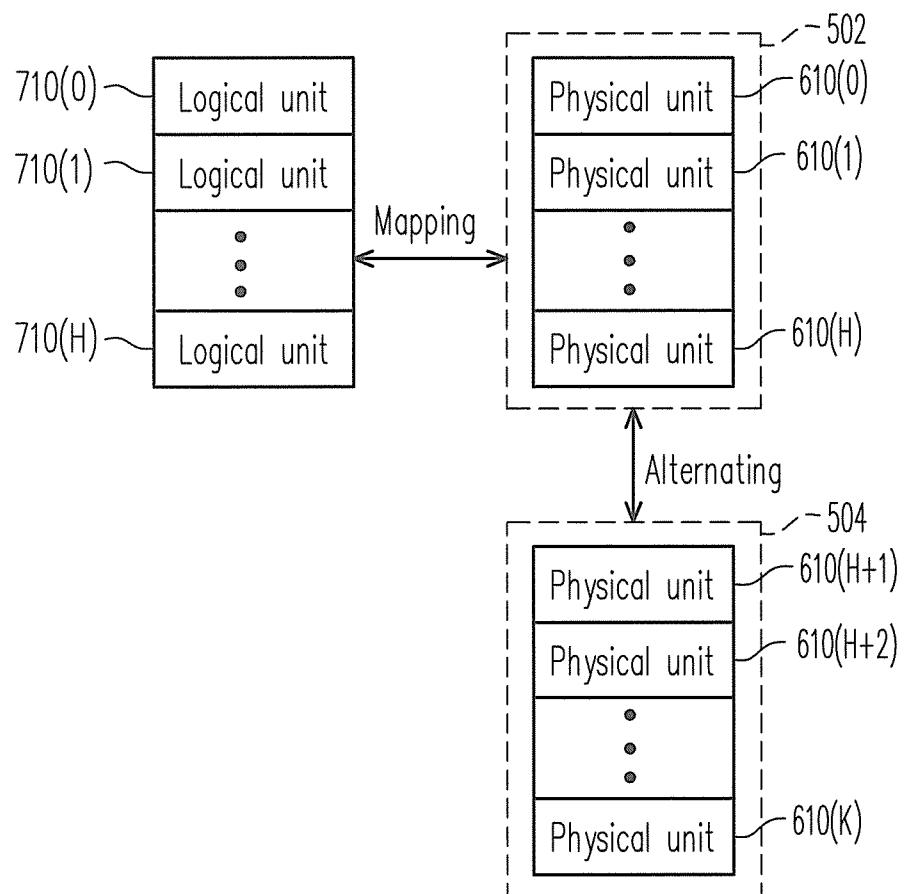 502
710(0) Logical unit Physical unit 610(0)
710(1) Logical unit Physical unit 610(1)
Mapping
710(H) Logical unit Physical unit 610(H)
Alternating
504
Physical unit 610(H+1)
Physical unit 610(H+2)
Physical unit 610(K)